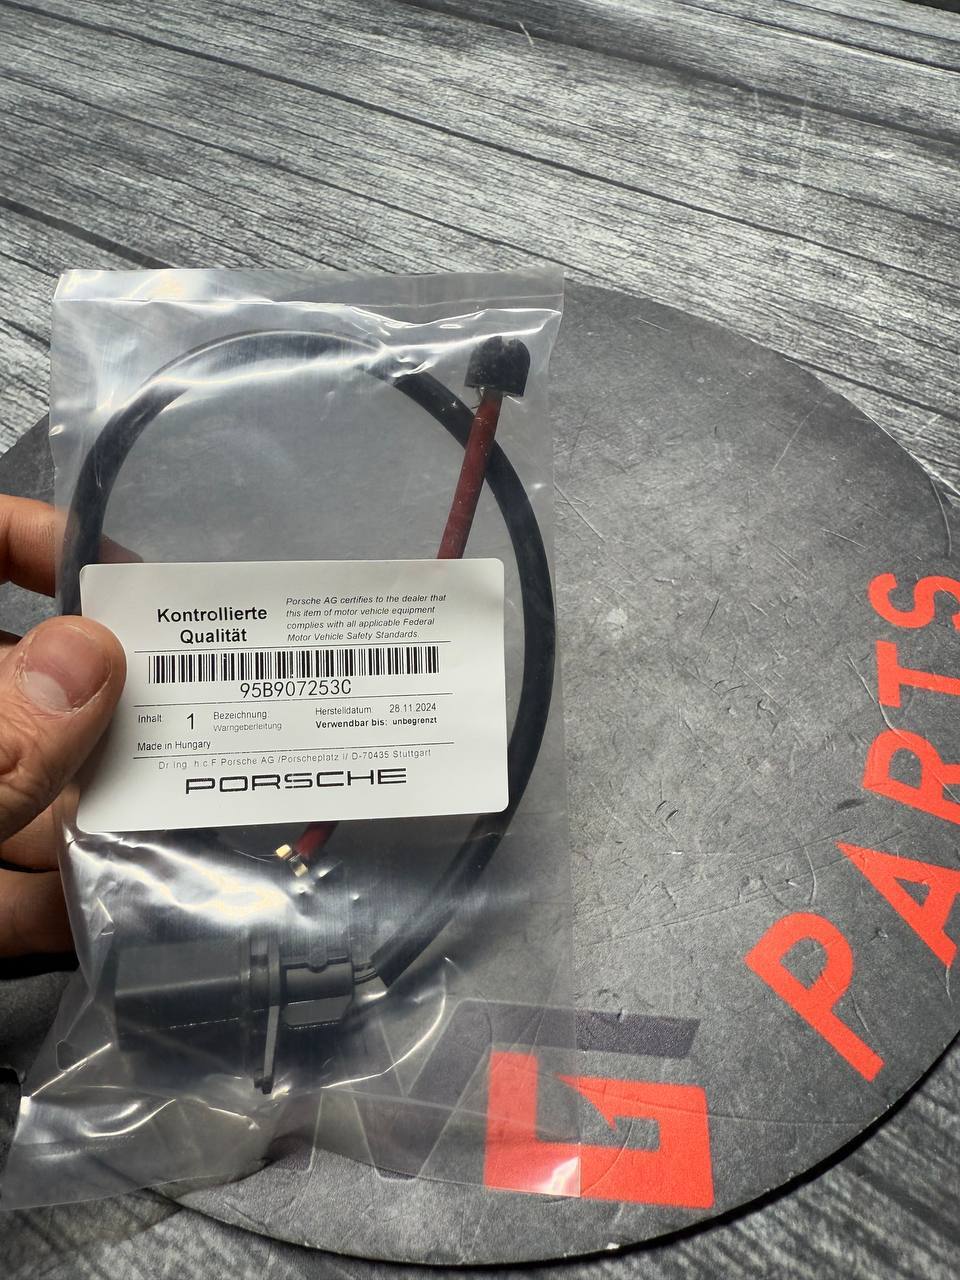 Kontrollierte
Qualität
Porsche AG certifies to the dealer that
this item of motor vehicle equipment
complies with all applicable Federal
Motor Vehicle Safety Standards.
95B907253C
Inhalt: 1
Bezeichnung:
Warngeberleitung
Herstelldatum: 28.11.2024
Verwendbar bis: unbegrenzt
Made in Hungary
Dr.Ing. h.c.F Porsche AG /Porscheplatz 1/ D-70435 Stuttgart
PORSCHE
PARTS